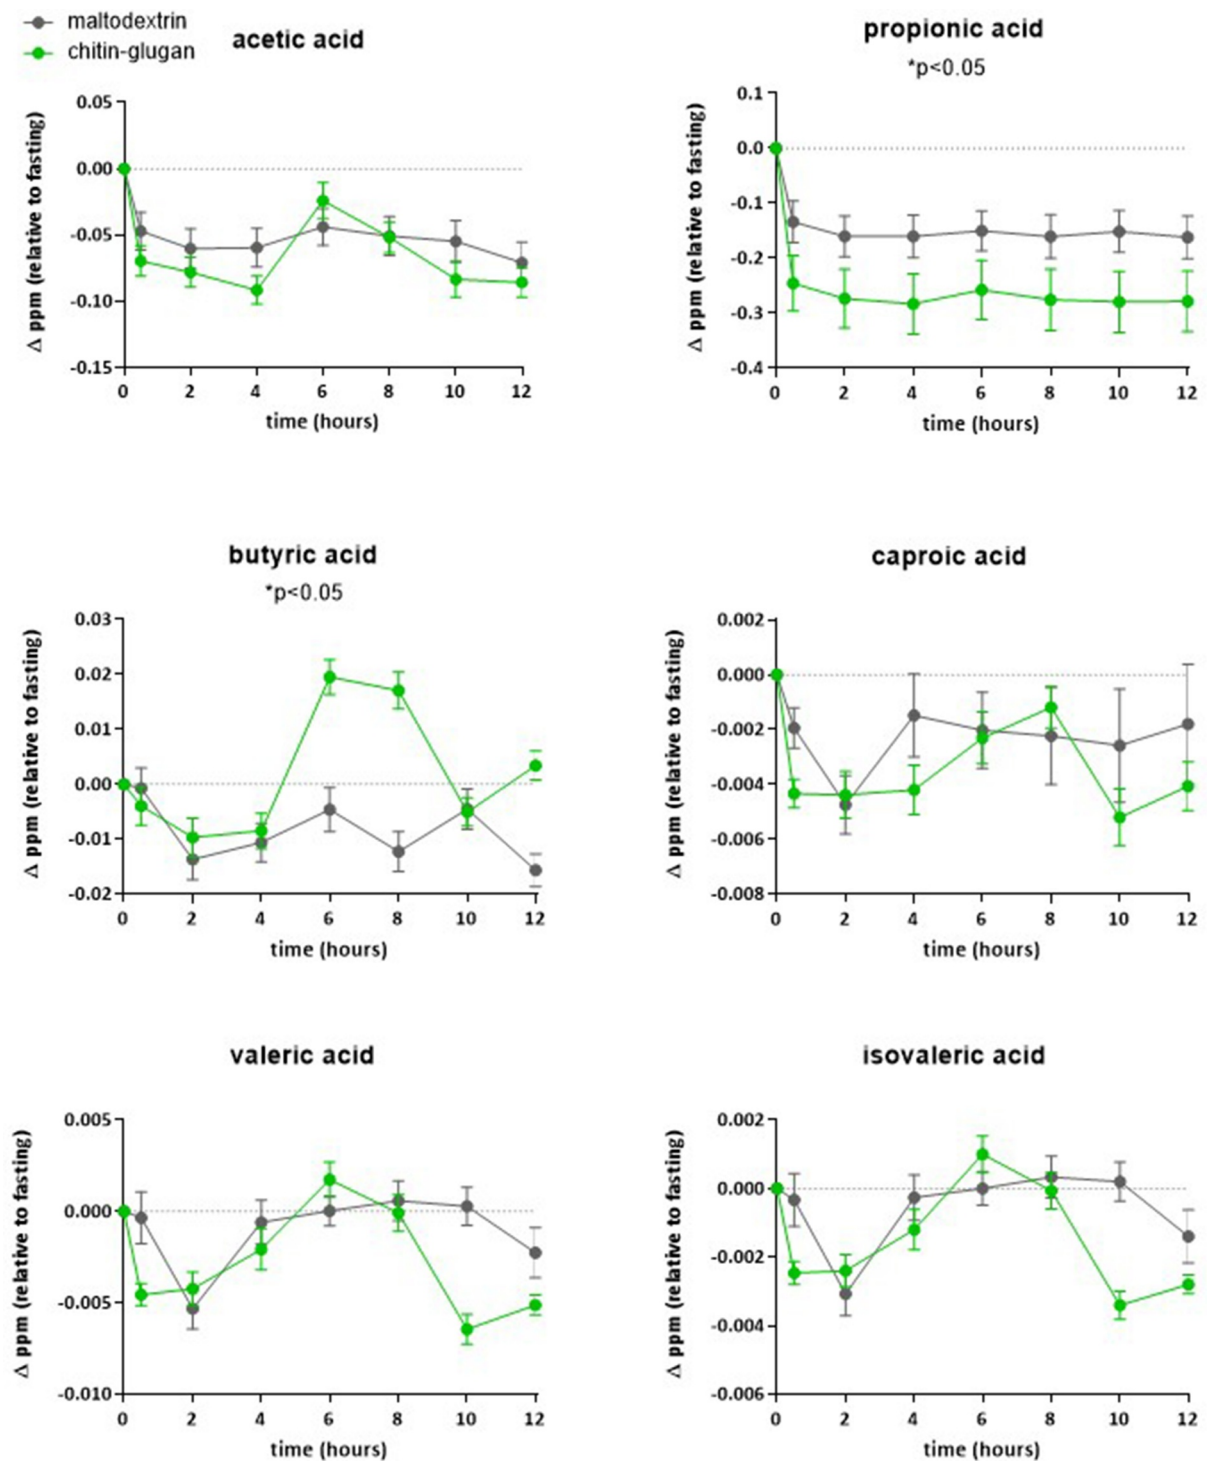 maltodextrin
chitin-glugan
acetic acid
0.05
0.00
-0.05
-0.10
-0.15
Δ ppm (relative to fasting)
0 2 4 6 8 10 12
time (hours)
propionic acid
*p<0.05
0.1
0.0
-0.1
-0.2
-0.3
-0.4
Δ ppm (relative to fasting)
0 2 4 6 8 10 12
time (hours)
butyric acid
*p<0.05
0.03
0.02
0.01
0.00
-0.01
-0.02
Δ ppm (relative to fasting)
0 2 4 6 8 10 12
time (hours)
caproic acid
0.002
0.000
-0.002
-0.004
-0.006
-0.008
Δ ppm (relative to fasting)
0 2 4 6 8 10 12
time (hours)
valeric acid
0.005
0.000
-0.005
-0.010
Δ ppm (relative to fasting)
0 2 4 6 8 10 12
time (hours)
isovaleric acid
0.002
0.000
-0.002
-0.004
-0.006
Δ ppm (relative to fasting)
0 2 4 6 8 10 12
time (hours)